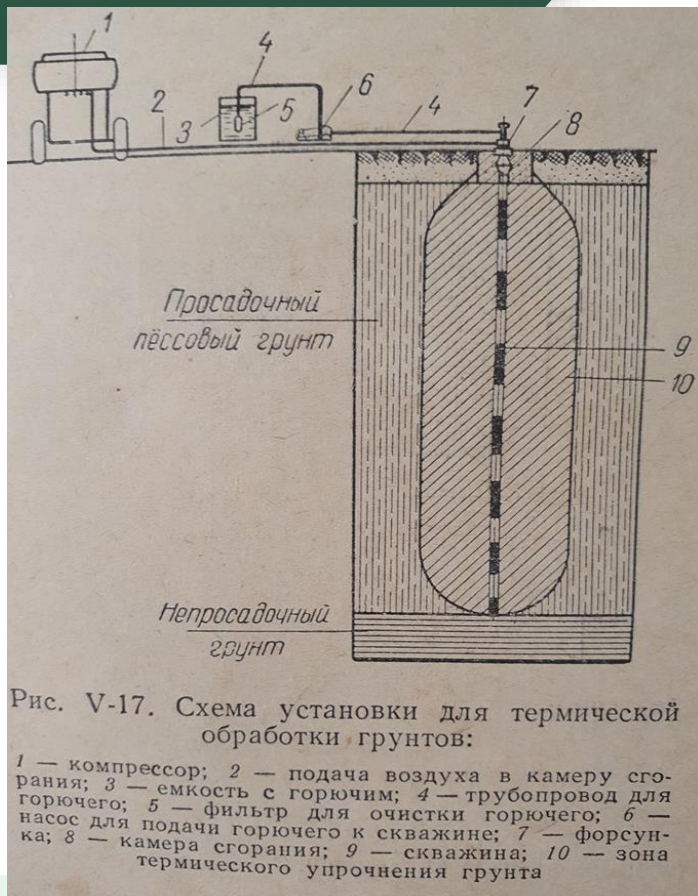 1
4
2
3
5
6
4
7
8
Просадочный
лёссовый грунт
9
10
Непросадочный
грунт
Рис. V-17. Схема установки для термической
обработки грунтов:
1 — компрессор; 2 — подача воздуха в камеру сго-
рания; 3 — емкость с горючим; 4 — трубопровод для
горючего; 5 — фильтр для очистки горючего; 6 —
насос для подачи горючего к скважине; 7 — форсун-
ка; 8 — камера сгорания; 9 — скважина; 10 — зона
термического упрочнения грунта